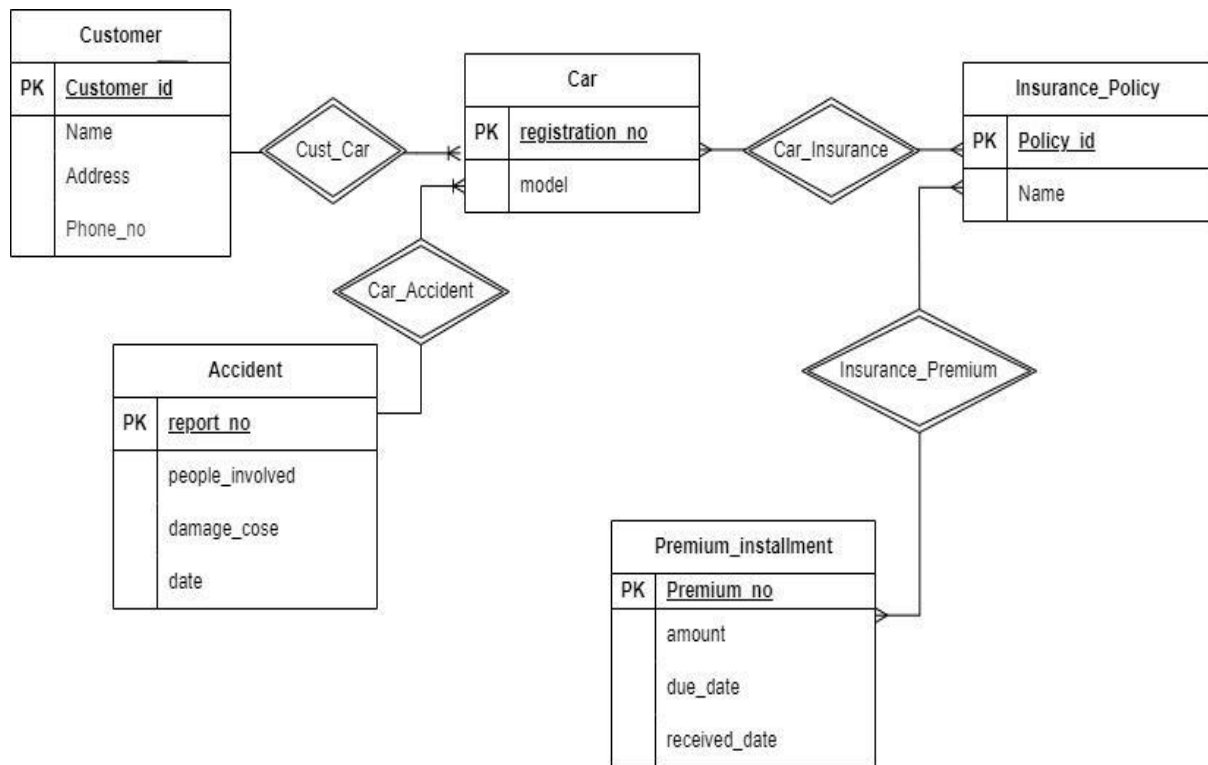 Customer
PK Customer_id
Name
Address
Phone_no
Cust_Car
Car
PK registration_no
model
Car_Insurance
Insurance_Policy
PK Policy_id
Name
Car_Accident
Insurance_Premium
Accident
PK report_no
people_involved
damage_cose
date
Premium_installment
PK Premium_no
amount
due_date
received_date